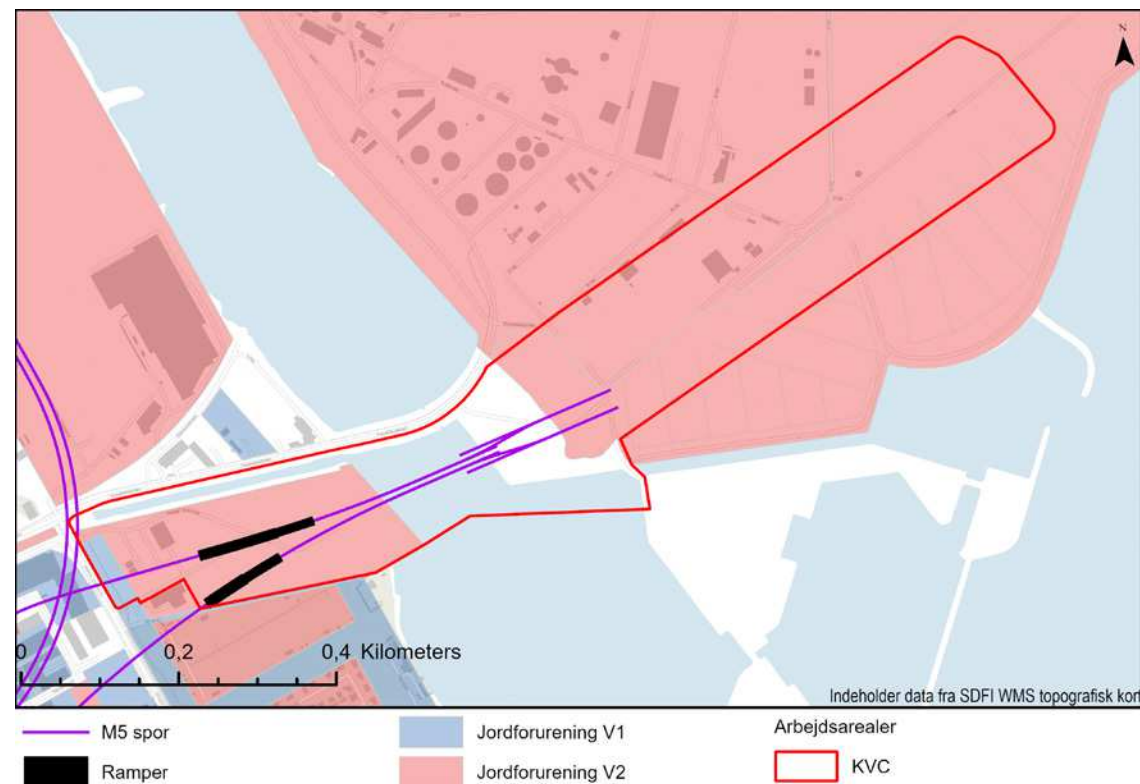 0
0,2
0,4 Kilometers
Indeholder data fra SDFI WMS topografisk kort
M5 spor
Jordforurening V1
Arbejdsarealer
Ramper
Jordforurening V2
KVC